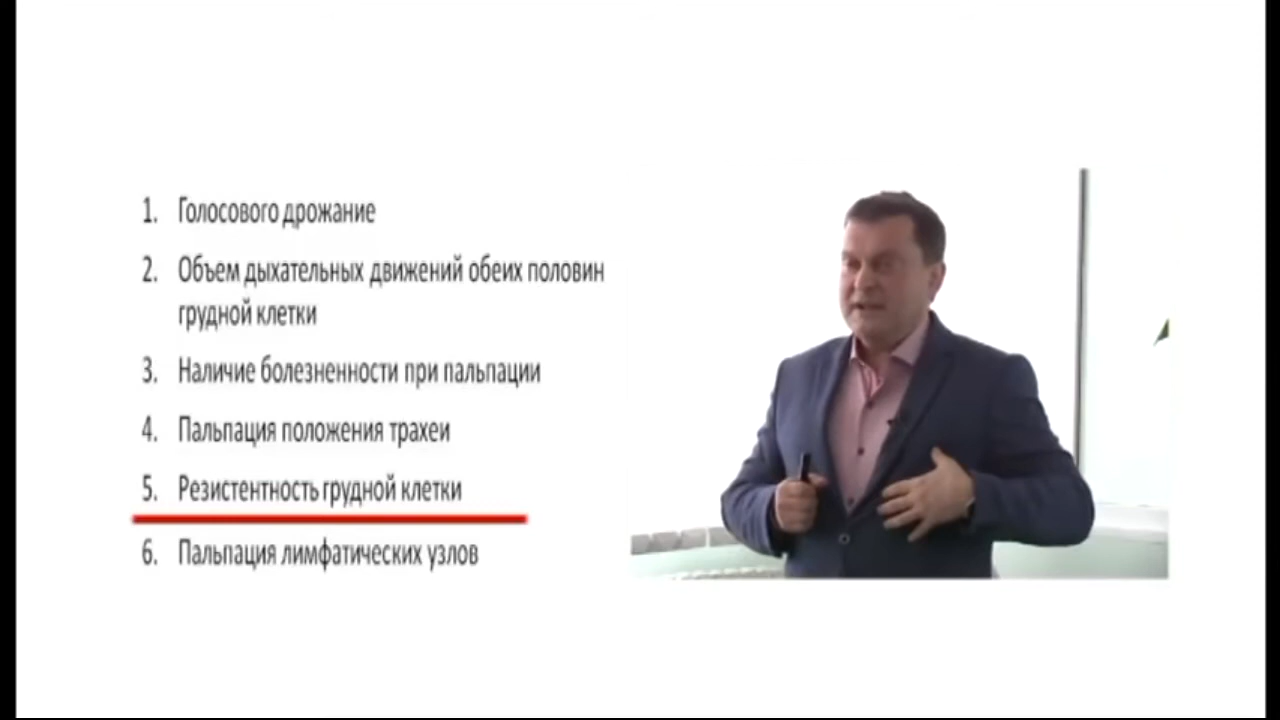 1. Голосового дрожание
2. Объем дыхательных движений обеих половин
грудной клетки
3. Наличие болезненности при пальпации
4. Пальпация положения трахеи
5. Резистентность грудной клетки
6. Пальпация лимфатических узлов